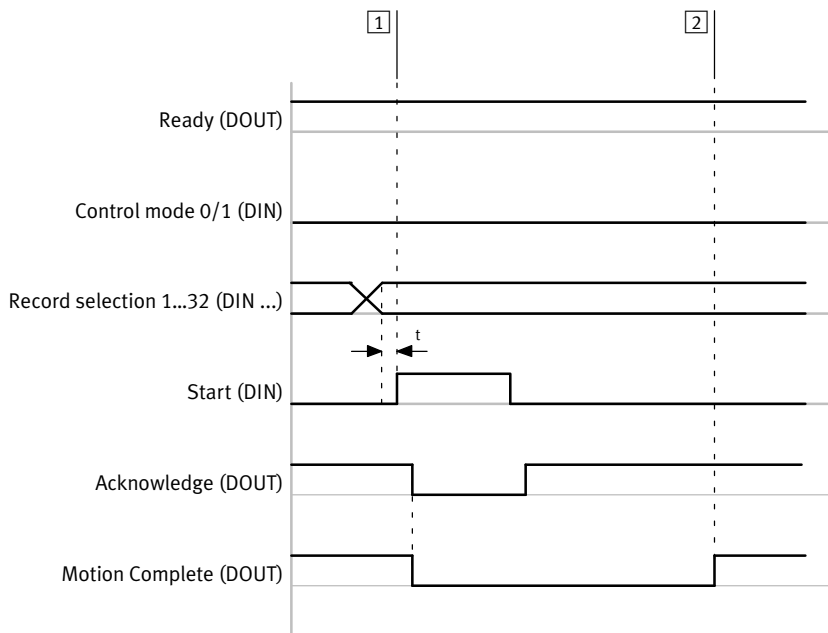 1
2
Ready (DOUT)
Control mode 0/1 (DIN)
Record selection 1...32 (DIN ...)
t
Start (DIN)
Acknowledge (DOUT)
Motion Complete (DOUT)